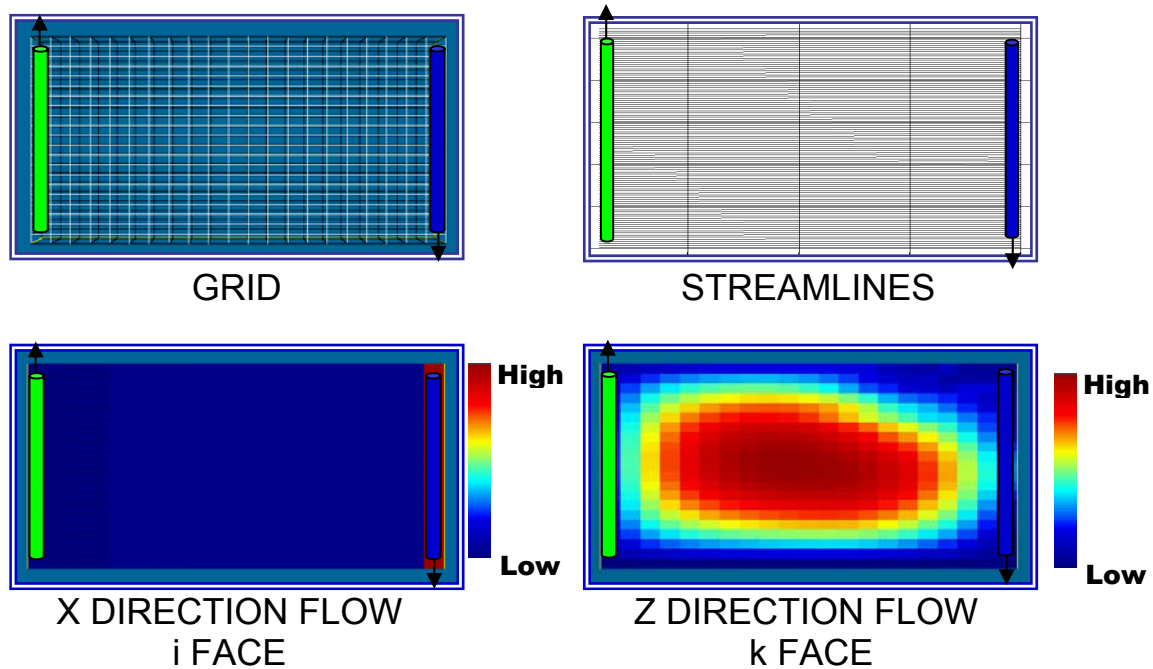 GRID
STREAMLINES
High
Low
X DIRECTION FLOW
i FACE
High
Low
Z DIRECTION FLOW
k FACE